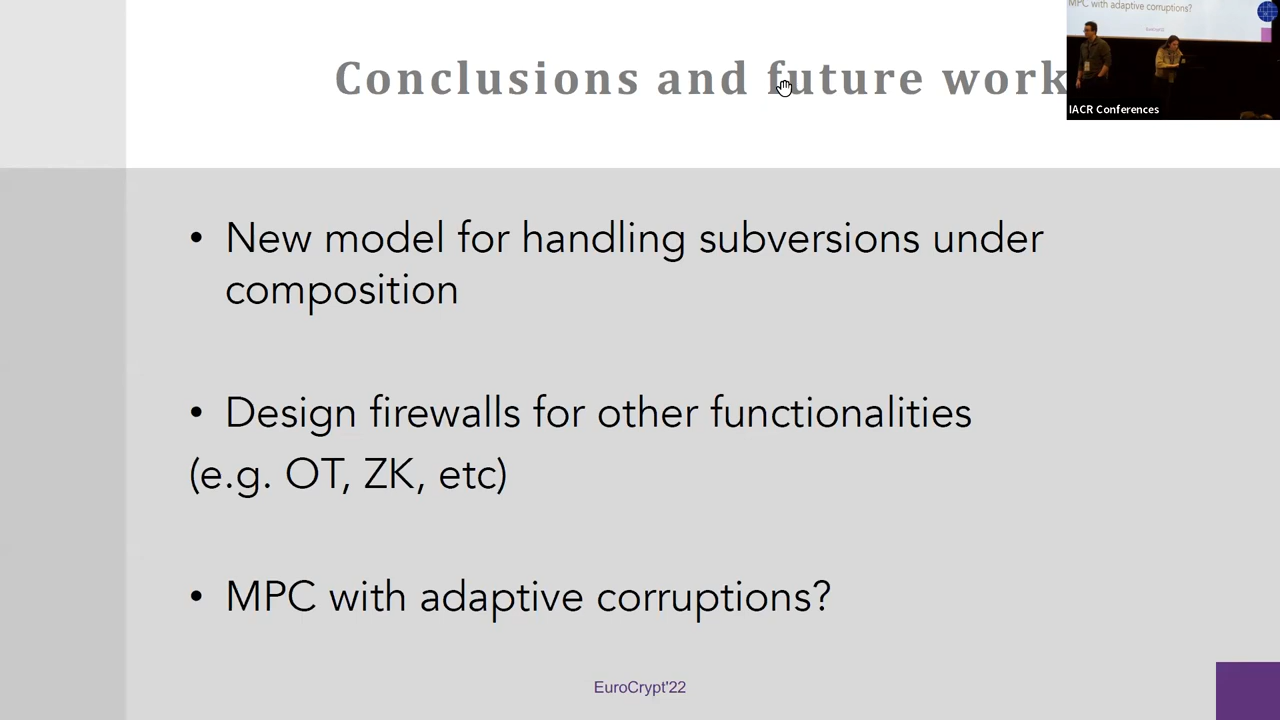 Conclusions and future work
MPC with adaptive corruptions?
IACR Conferences
• New model for handling subversions under
composition
• Design firewalls for other functionalities
(e.g. OT, ZK, etc)
• MPC with adaptive corruptions?
EuroCrypt'22